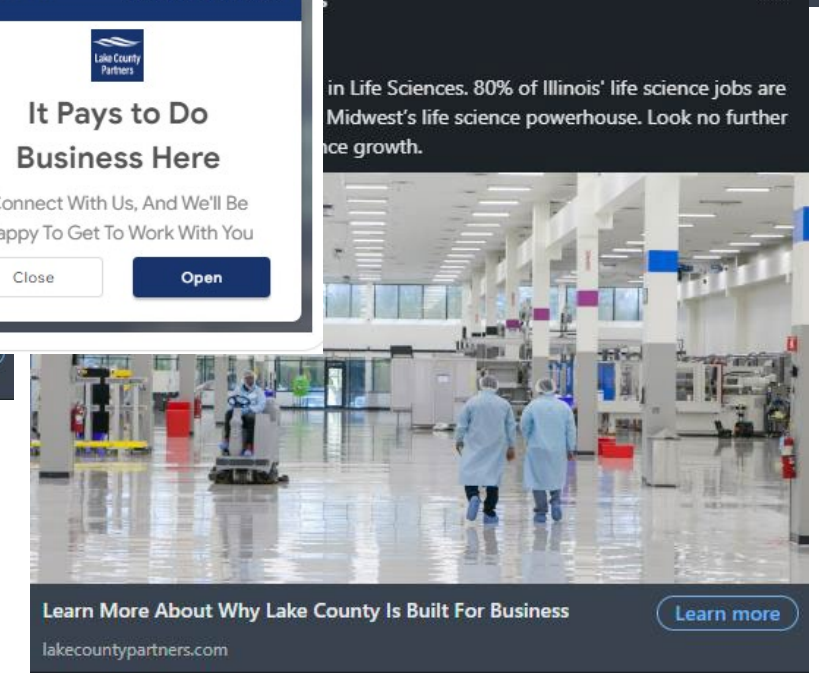 Lake County
Partners
It Pays to Do
Business Here
Connect With Us, And We'll Be
Happy To Get To Work With You
Close
Open
in Life Sciences. 80% of Illinois' life science jobs are
Midwest's life science powerhouse. Look no further
growth.
Learn More About Why Lake County Is Built For Business
Learn more
lakecountypartners.com